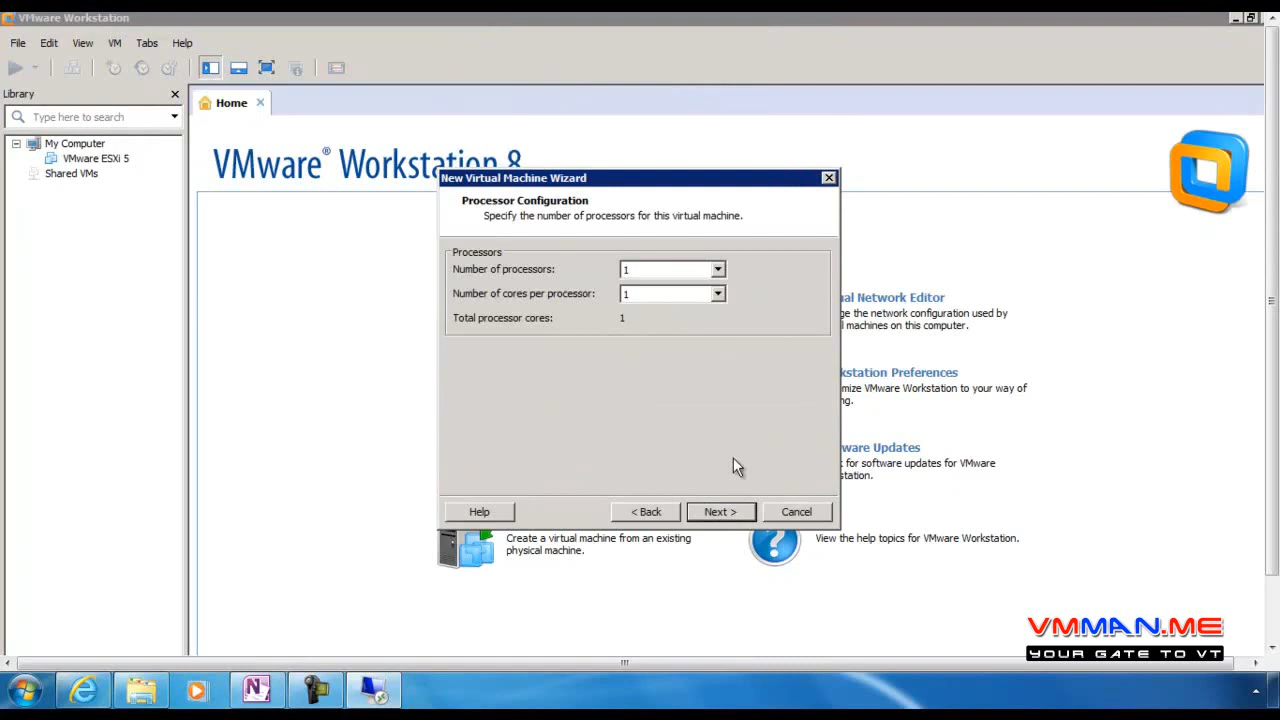 VMware Workstation
File Edit View VM Tabs Help
Library
Type here to search
My Computer
VMware ESXi 5
Shared VMs
Home
VMware® Workstation 8
New Virtual Machine Wizard
Processor Configuration
Specify the number of processors for this virtual machine.
Processors
Number of processors: 1
Number of cores per processor: 1
Total processor cores: 1
Help < Back Next > Cancel
al Network Editor
ge the network configuration used by
l machines on this computer.
kstation Preferences
mize VMware Workstation to your way of
ng.
ware Updates
k for software updates for VMware
station.
Create a virtual machine from an existing
physical machine.
View the help topics for VMware Workstation.
VMMAN.ME
YOUR GATE TO VT